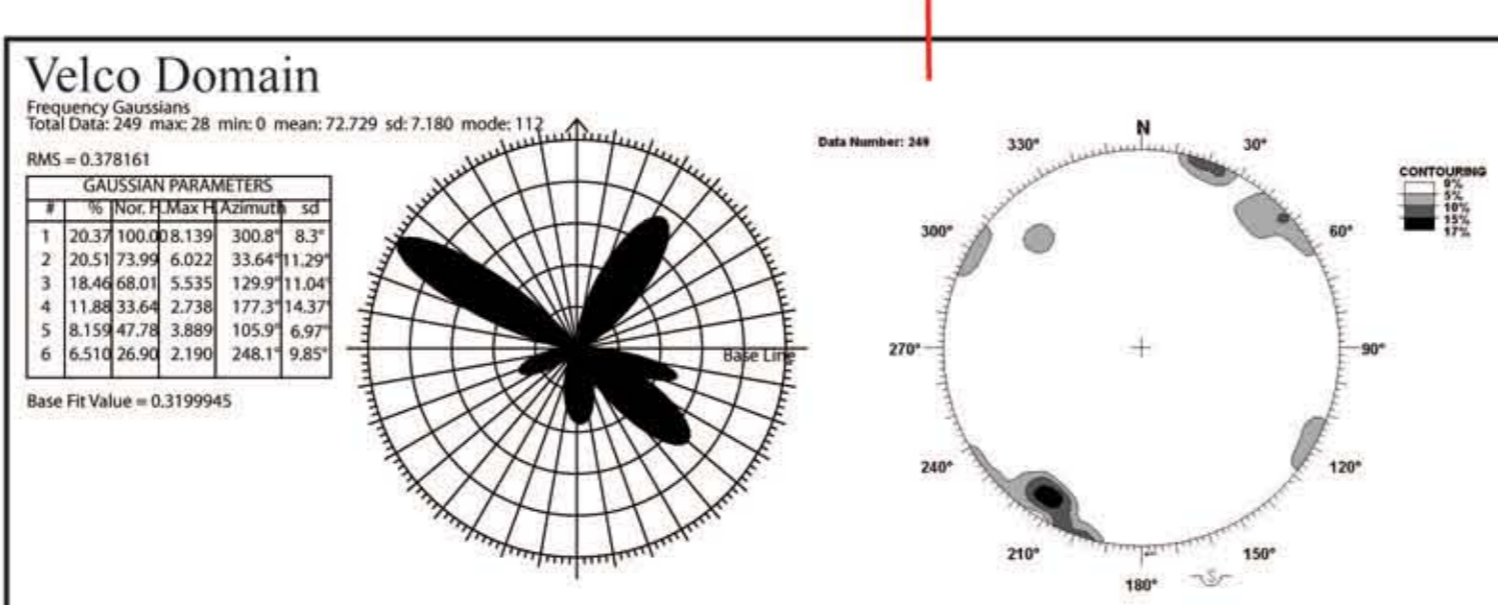 Velco Domain
Frequency Gaussians
Total Data: 249 max: 28 min: 0 mean: 72.729 sd: 7.180 mode: 112
RMS = 0.378161
GAUSSIAN PARAMETERS
# % Nor. H. Max H. Azimuth sd
1 20.37 100.00 8.139 300.8° 8.3°
2 20.51 73.99 6.022 33.64° 11.29°
3 18.46 68.01 5.535 129.9° 11.04°
4 11.88 33.64 2.738 177.3° 14.37°
5 8.159 47.78 3.889 105.9° 6.97°
6 6.510 26.90 2.190 248.1° 9.85°
Base Fit Value = 0.3199945
Base Line
Data Number: 249
N
330° 30°
300° 60°
270° 90°
240° 120°
210° 150°
180°
S
CONTOURING
0%
5%
10%
15%
17%